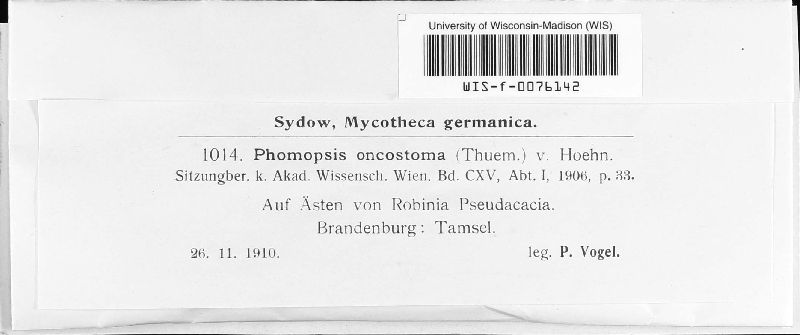 University of Wisconsin-Madison (WIS)
WIS-f-0076142
Sydow, Mycotheca germanica.
1014. Phomopsis oncostoma (Thuem.) v. Hoehn.
Sitzungber. k. Akad. Wissensch. Wien. Bd. CXV, Abt. I, 1906, p. 33.
Auf Ästen von Robinia Pseudacacia.
Brandenburg: Tamsel.
26. 11. 1910. leg. P. Vogel.